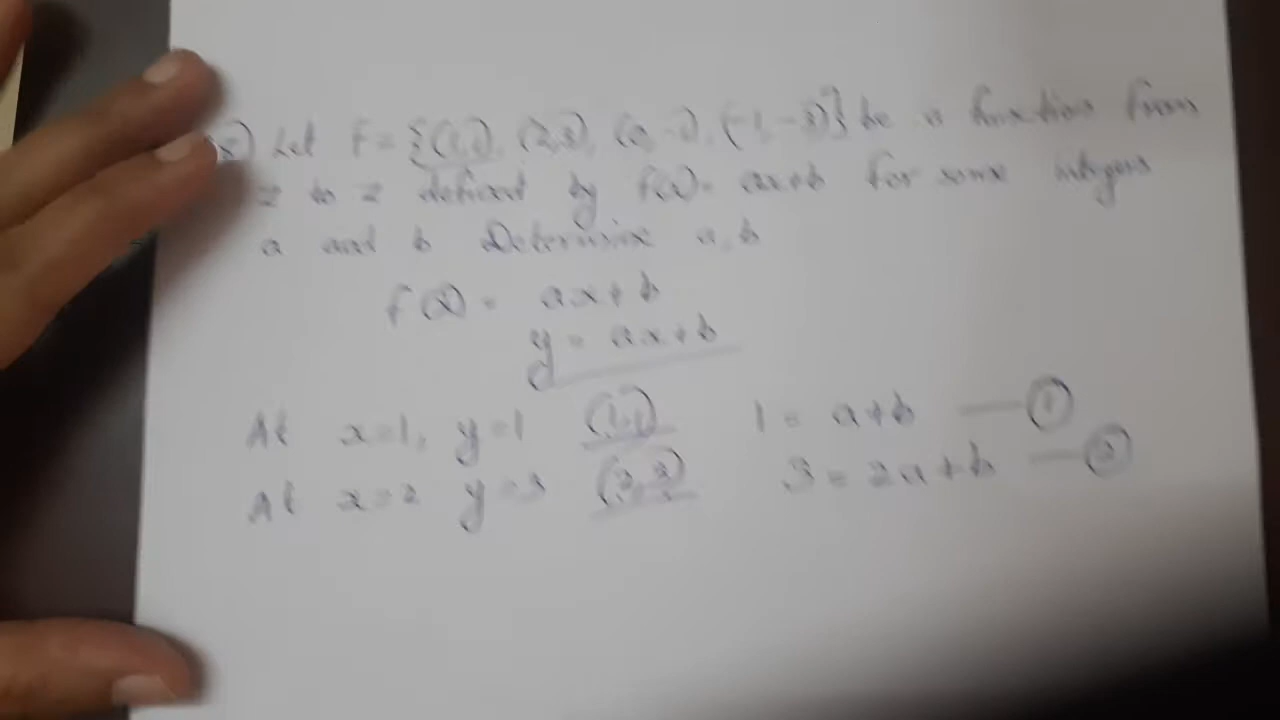 Let F = {(1,1), (2,3), (0,-1), (-1,-3)} be a function from
z to z defined by f(x) = ax+b for some integers
a and b Determine a, b
f(x) = ax+b
y = ax+b
At x=1, y=1 (1,1) 1 = a+b —①
At x=2 y=3 (2,3) 3 = 2a+b —②